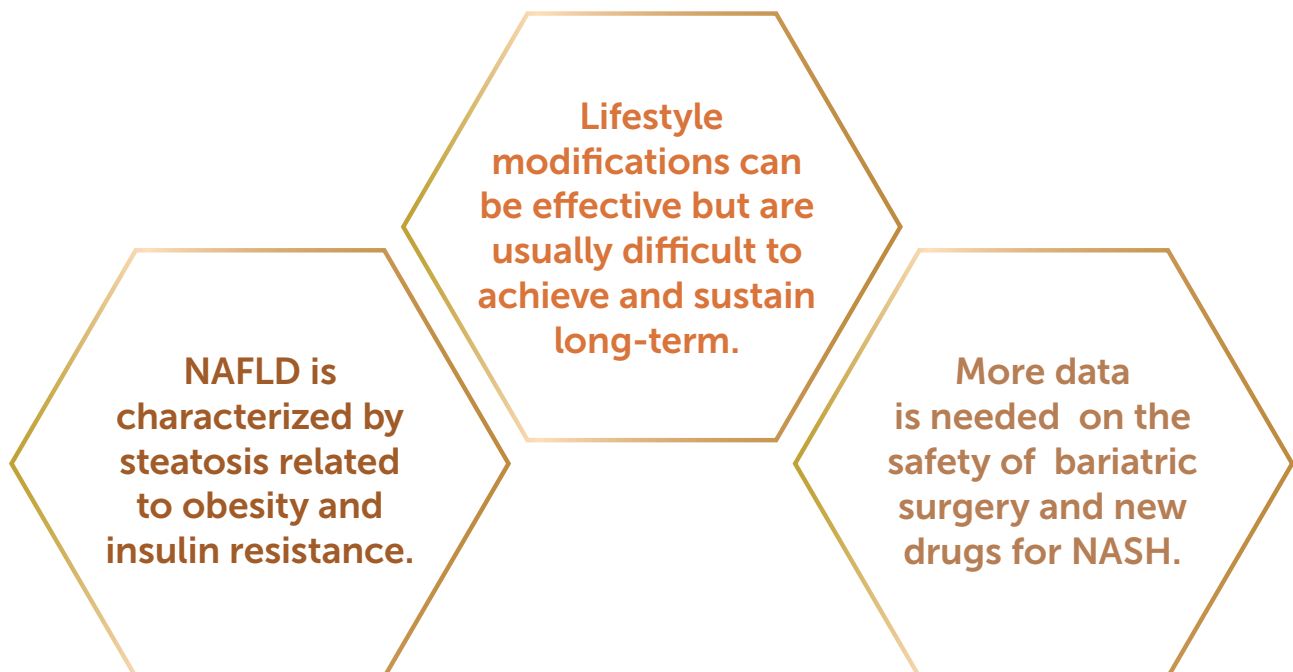 Lifestyle
modifications can
be effective but are
usually difficult to
achieve and sustain
long-term.
NAFLD is
characterized by
steatosis related
to obesity and
insulin resistance.
More data
is needed  on the
safety of  bariatric
surgery and new
drugs for NASH.